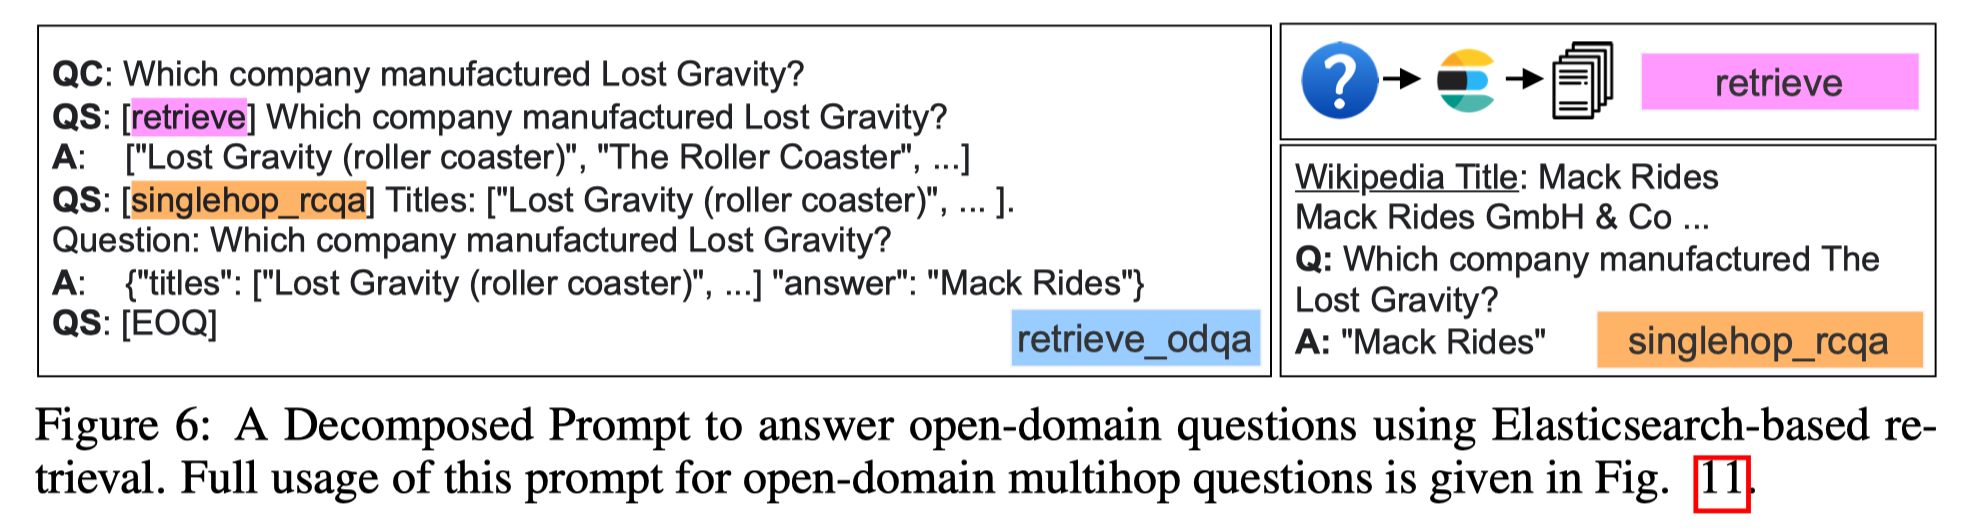 QC: Which company manufactured Lost Gravity?
QS: [retrieve] Which company manufactured Lost Gravity?
A: ["Lost Gravity (roller coaster)", "The Roller Coaster", ...]
QS: [singlehop_rcqa] Titles: ["Lost Gravity (roller coaster)", ... ].
Question: Which company manufactured Lost Gravity?
A: {"titles": ["Lost Gravity (roller coaster)", ...] "answer": "Mack Rides"}
QS: [EOQ]
retrieve_odqa
?
retrieve
Wikipedia Title: Mack Rides
Mack Rides GmbH & Co ...
Q: Which company manufactured The
Lost Gravity?
A: "Mack Rides"
singlehop_rcqa
Figure 6: A Decomposed Prompt to answer open-domain questions using Elasticsearch-based re-
trieval. Full usage of this prompt for open-domain multihop questions is given in Fig. 11.